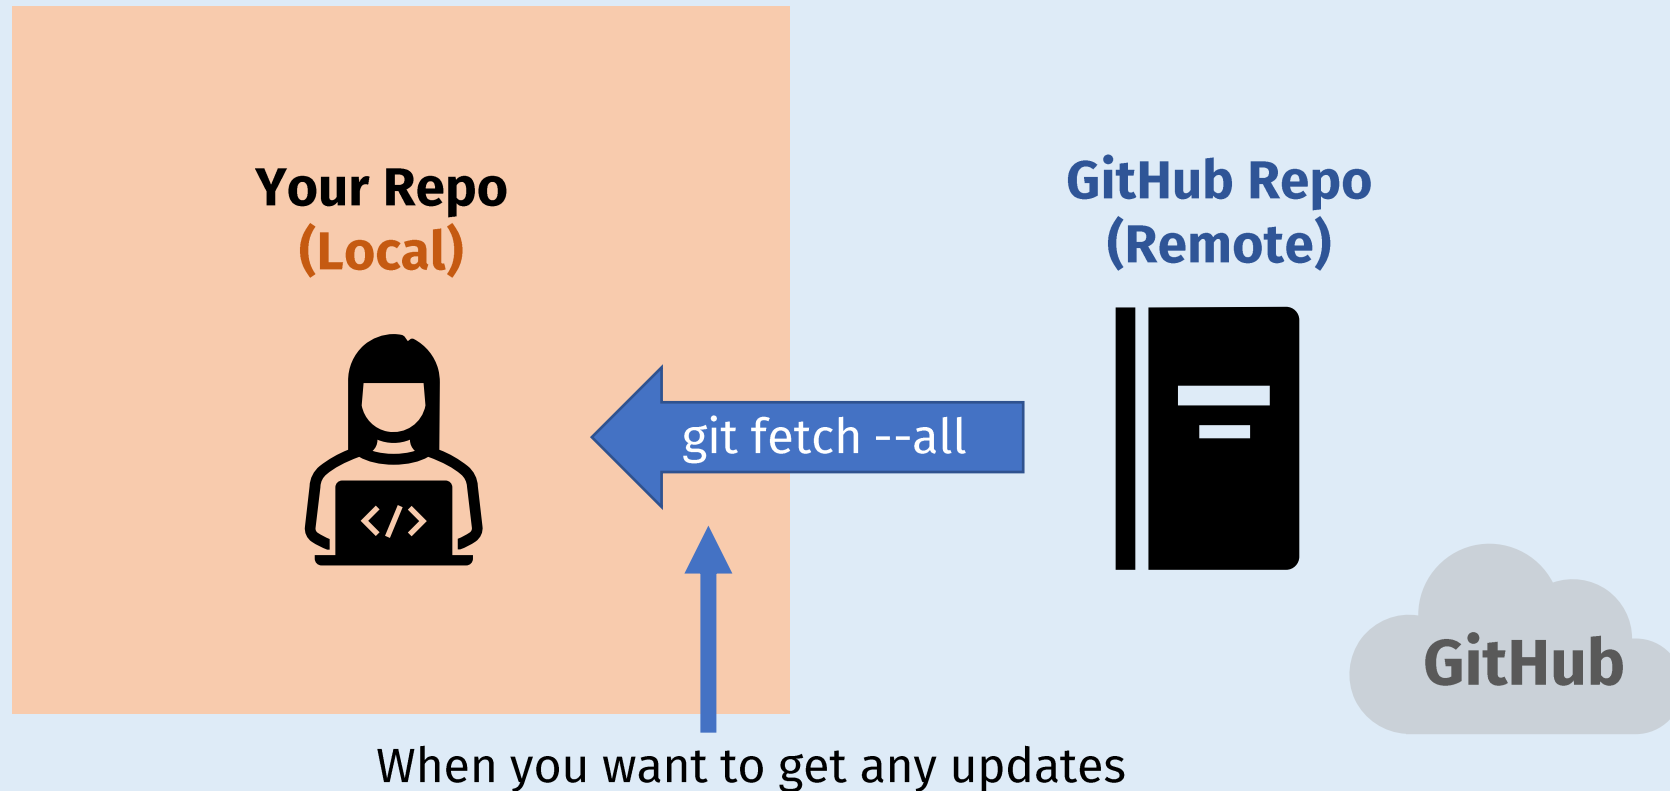 Your Repo
(Local)
GitHub Repo
(Remote)
git fetch --all
</>
GitHub
When you want to get any updates